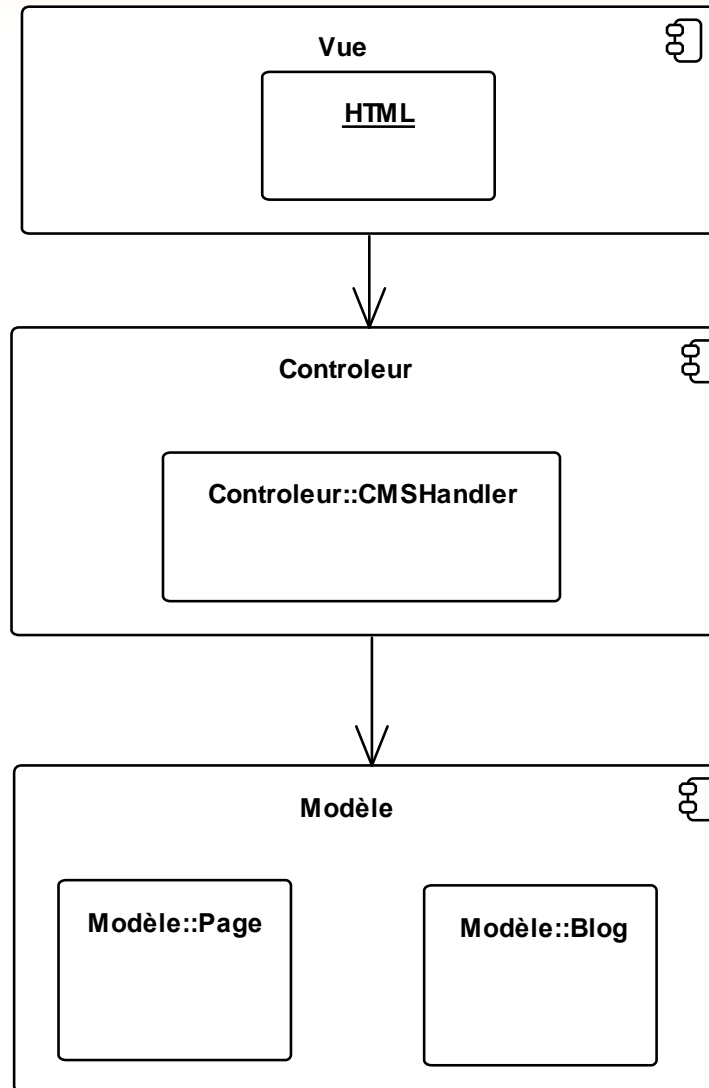 Vue
HTML
Controleur
Controleur::CMSHandler
Modèle
Modèle::Page
Modèle::Blog